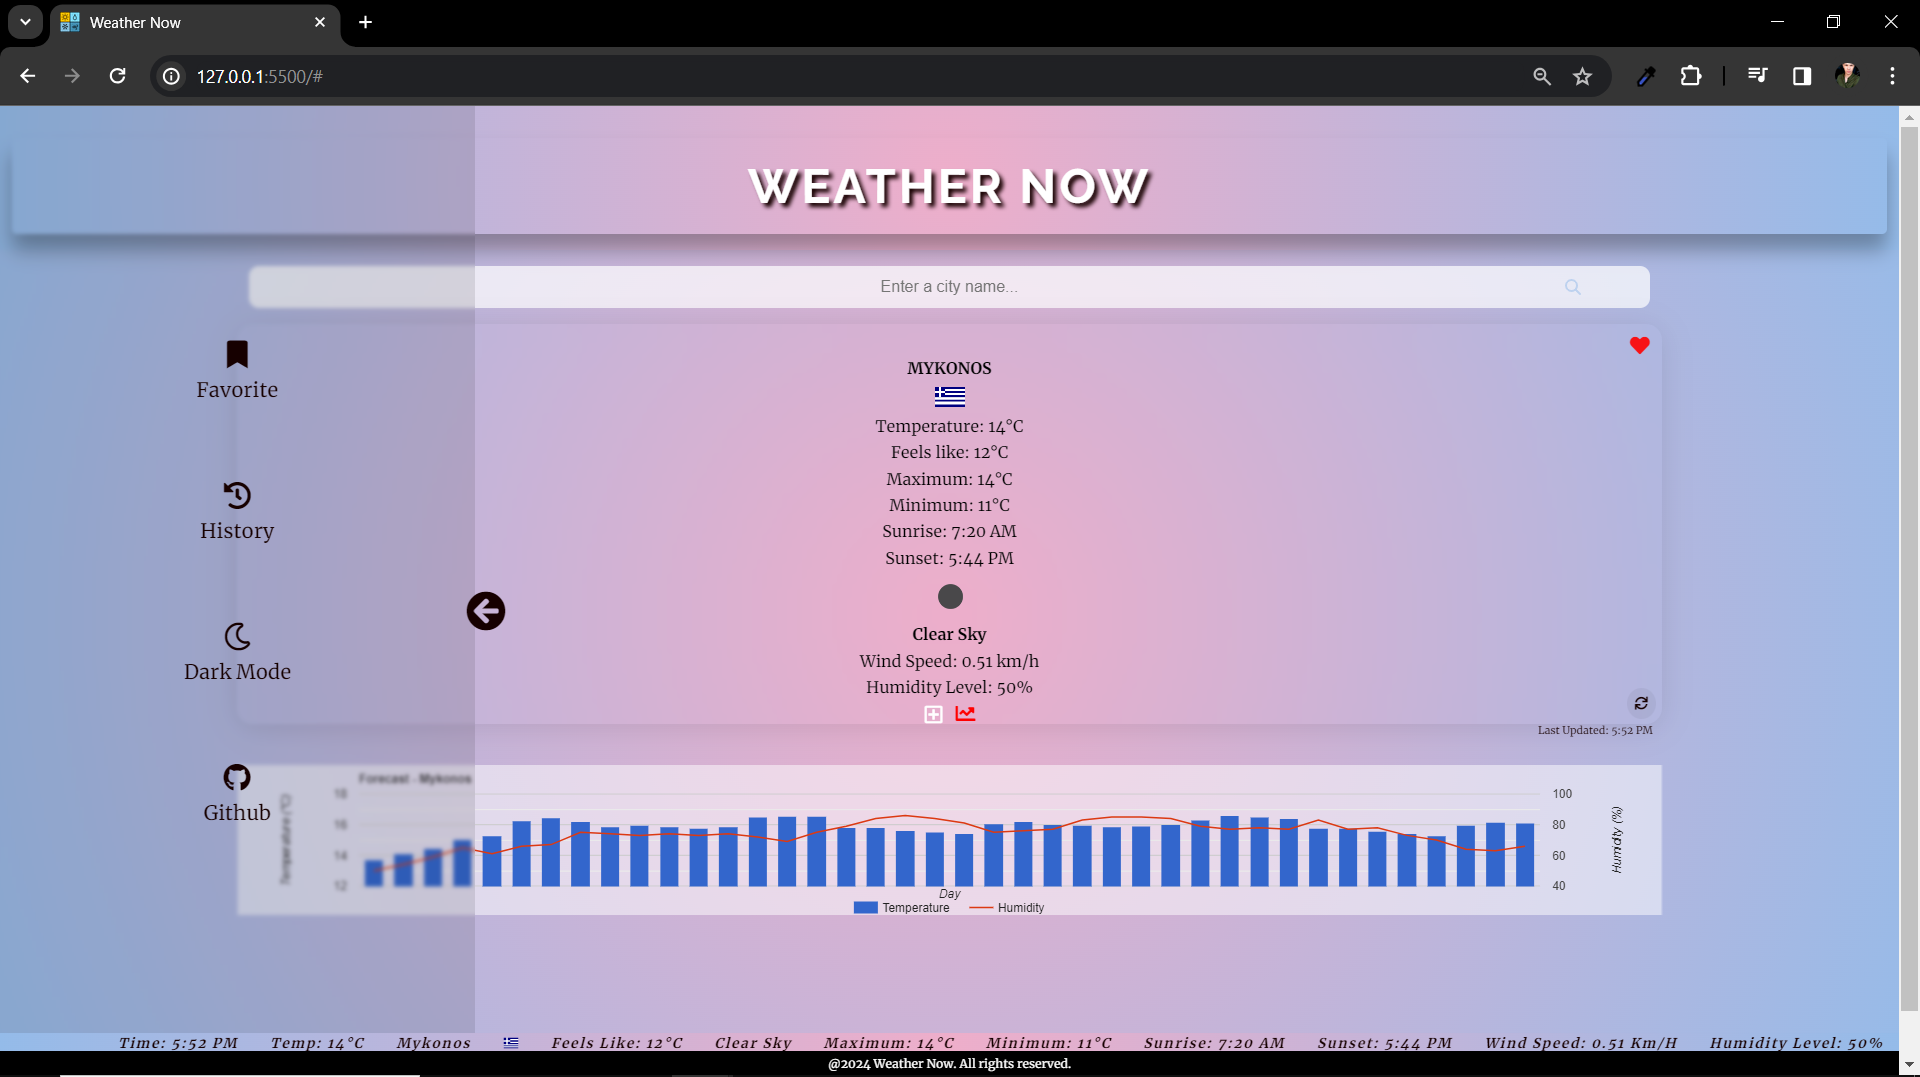 Weather Now
127.0.0.1:5500/#
WEATHER NOW
Enter a city name...
Favorite
History
Dark Mode
Github
MYKONOS
Temperature: 14°C
Feels like: 12°C
Maximum: 14°C
Minimum: 11°C
Sunrise: 7:20 AM
Sunset: 5:44 PM
Clear Sky
Wind Speed: 0.51 km/h
Humidity Level: 50%
Last Updated: 5:52 PM
Forecast - Mykonos
Temperature (°C)
18
16
14
12
100
80
60
40
Humidity (%)
Day
Temperature
Humidity
Time: 5:52 PM Temp: 14°C Mykonos Feels Like: 12°C Clear Sky Maximum: 14°C Minimum: 11°C Sunrise: 7:20 AM Sunset: 5:44 PM Wind Speed: 0.51 Km/H Humidity Level: 50%
@2024 Weather Now. All rights reserved.